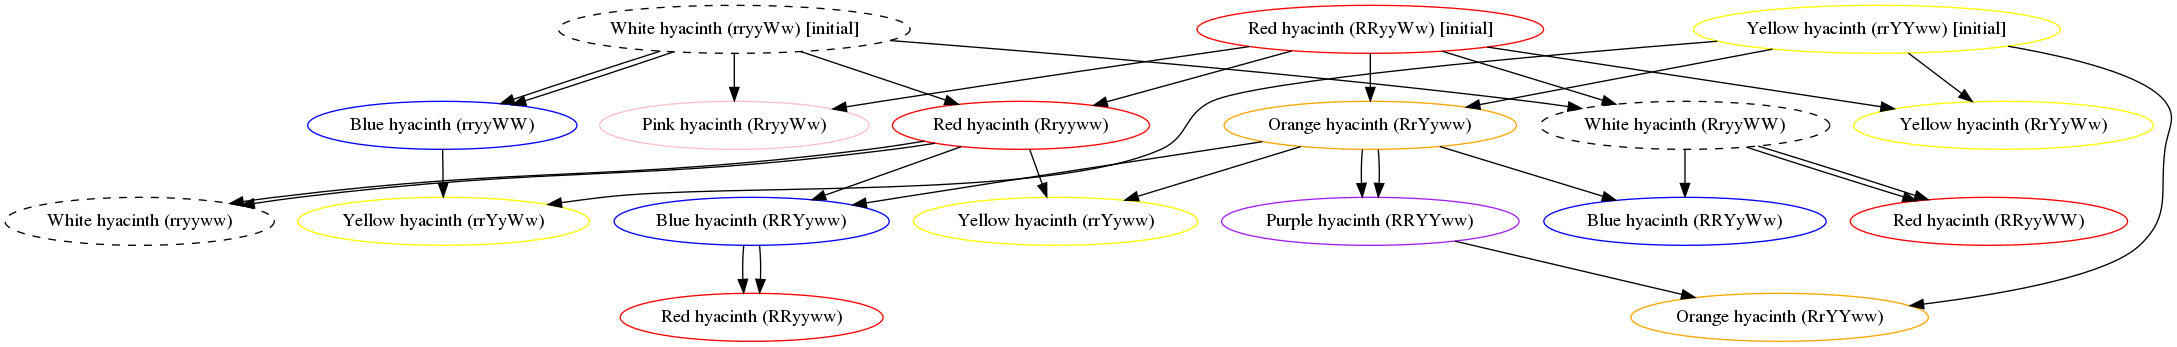 White hyacinth (rryyWw) [initial]
Red hyacinth (RRyyWw) [initial]
Yellow hyacinth (rrYYww) [initial]
Blue hyacinth (rryyWW)
Pink hyacinth (RryyWw)
Red hyacinth (Rryyww)
Orange hyacinth (RrYyww)
White hyacinth (RryyWW)
Yellow hyacinth (RrYyWw)
White hyacinth (rryyww)
Yellow hyacinth (rrYyWw)
Blue hyacinth (RRYyww)
Yellow hyacinth (rrYyww)
Purple hyacinth (RRYYww)
Blue hyacinth (RRYyWw)
Red hyacinth (RRyyWW)
Red hyacinth (RRyyww)
Orange hyacinth (RrYYww)